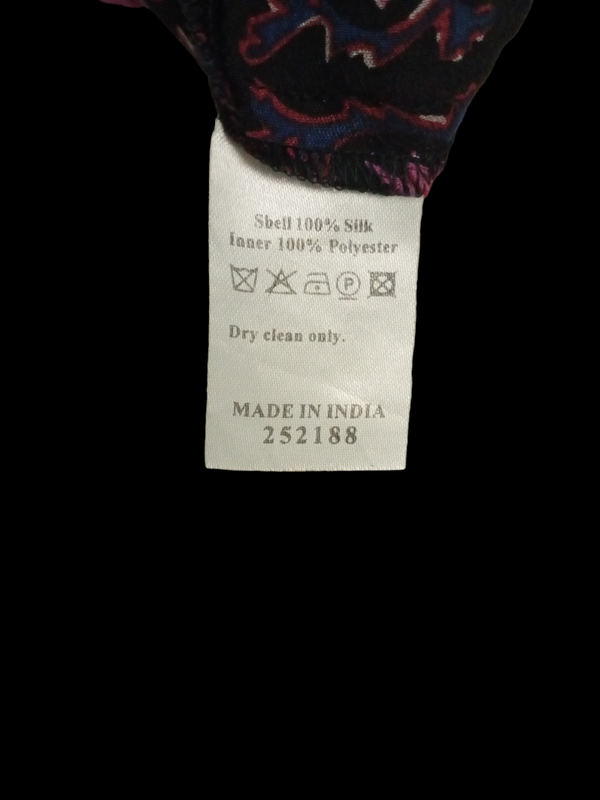 Shell 100% Silk
Inner 100% Polyester
P
Dry clean only.
MADE IN INDIA
252188